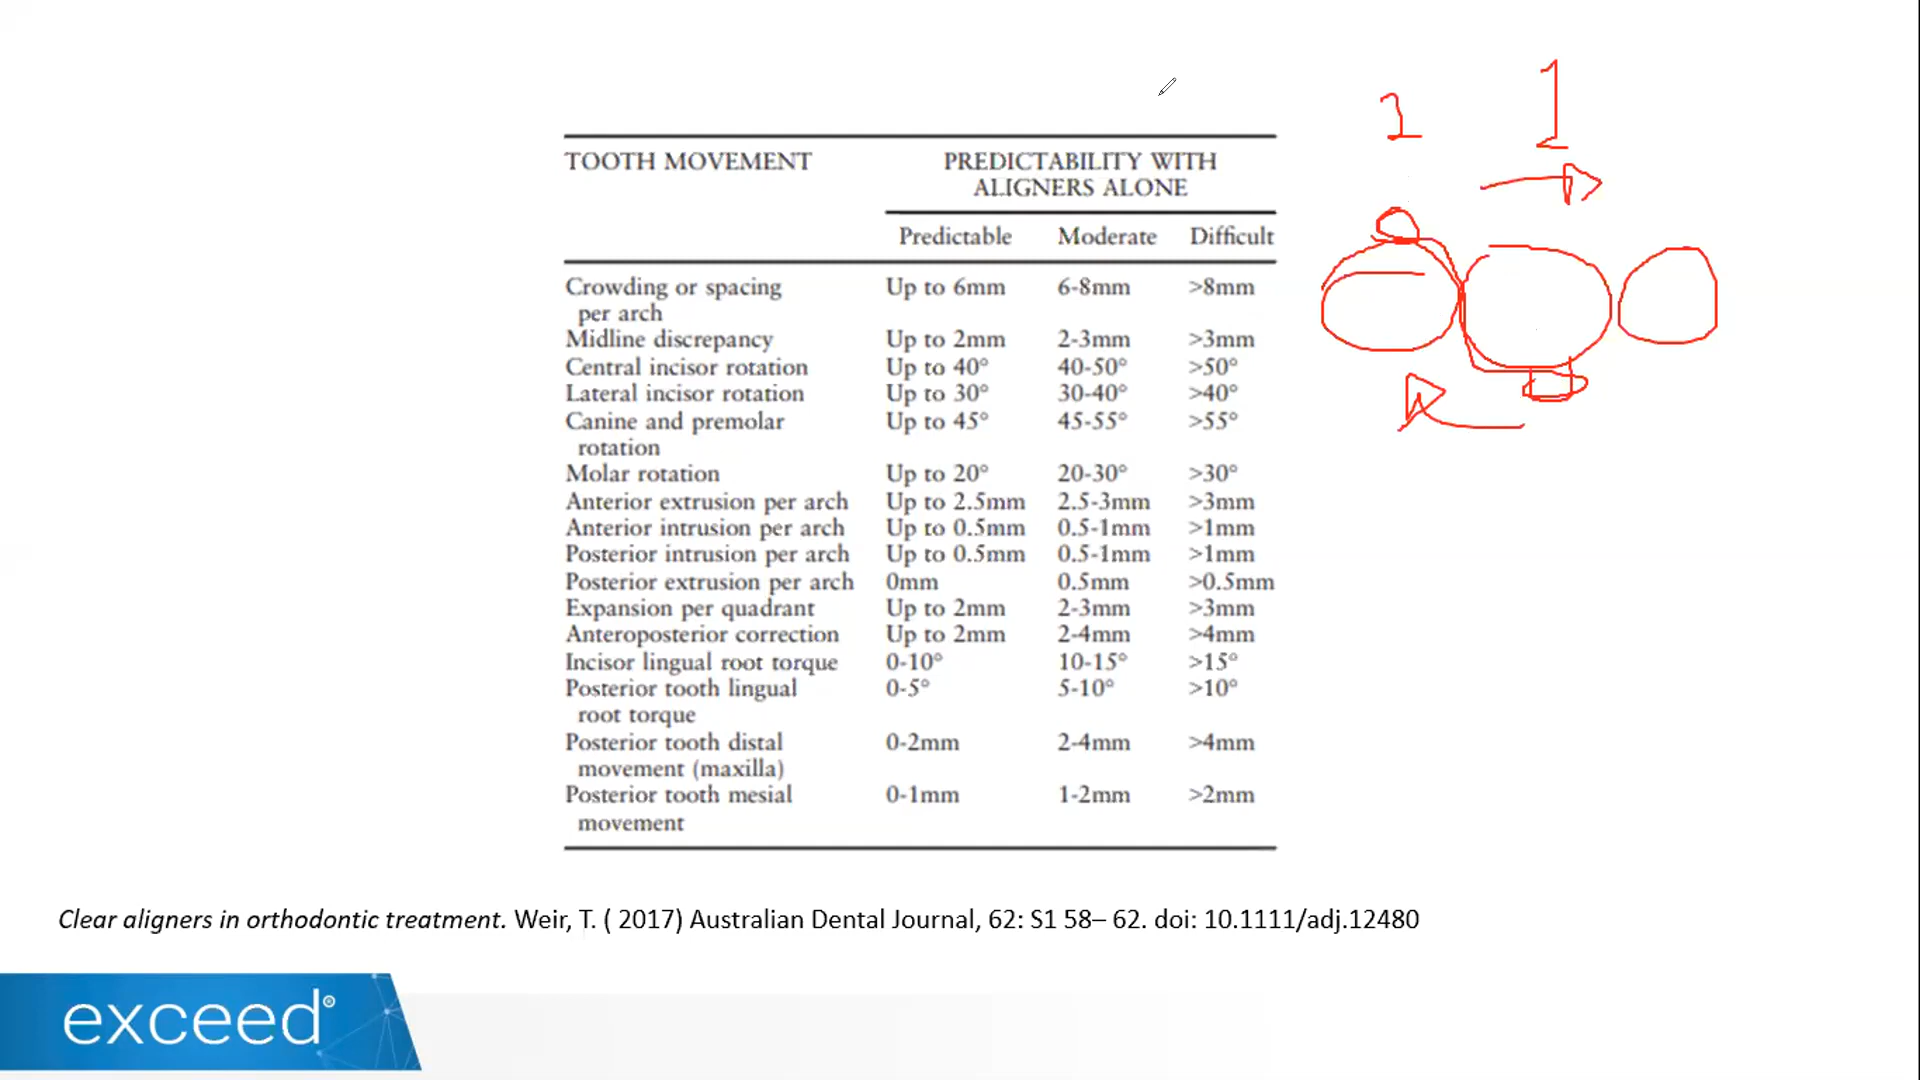 TOOTH MOVEMENT PREDICTABILITY WITH
ALIGNERS ALONE
Predictable Moderate Difficult
Crowding or spacing Up to 6mm 6-8mm >8mm
per arch
Midline discrepancy Up to 2mm 2-3mm >3mm
Central incisor rotation Up to 40° 40-50° >50°
Lateral incisor rotation Up to 30° 30-40° >40°
Canine and premolar Up to 45° 45-55° >55°
rotation
Molar rotation Up to 20° 20-30° >30°
Anterior extrusion per arch Up to 2.5mm 2.5-3mm >3mm
Anterior intrusion per arch Up to 0.5mm 0.5-1mm >1mm
Posterior intrusion per arch Up to 0.5mm 0.5-1mm >1mm
Posterior extrusion per arch 0mm 0.5mm >0.5mm
Expansion per quadrant Up to 2mm 2-3mm >3mm
Anteroposterior correction Up to 2mm 2-4mm >4mm
Incisor lingual root torque 0-10° 10-15° >15°
Posterior tooth lingual 0-5° 5-10° >10°
root torque
Posterior tooth distal 0-2mm 2-4mm >4mm
movement (maxilla)
Posterior tooth mesial 0-1mm 1-2mm >2mm
movement
2 1
Clear aligners in orthodontic treatment. Weir, T. ( 2017) Australian Dental Journal, 62: S1 58– 62. doi: 10.1111/adj.12480
exceed®